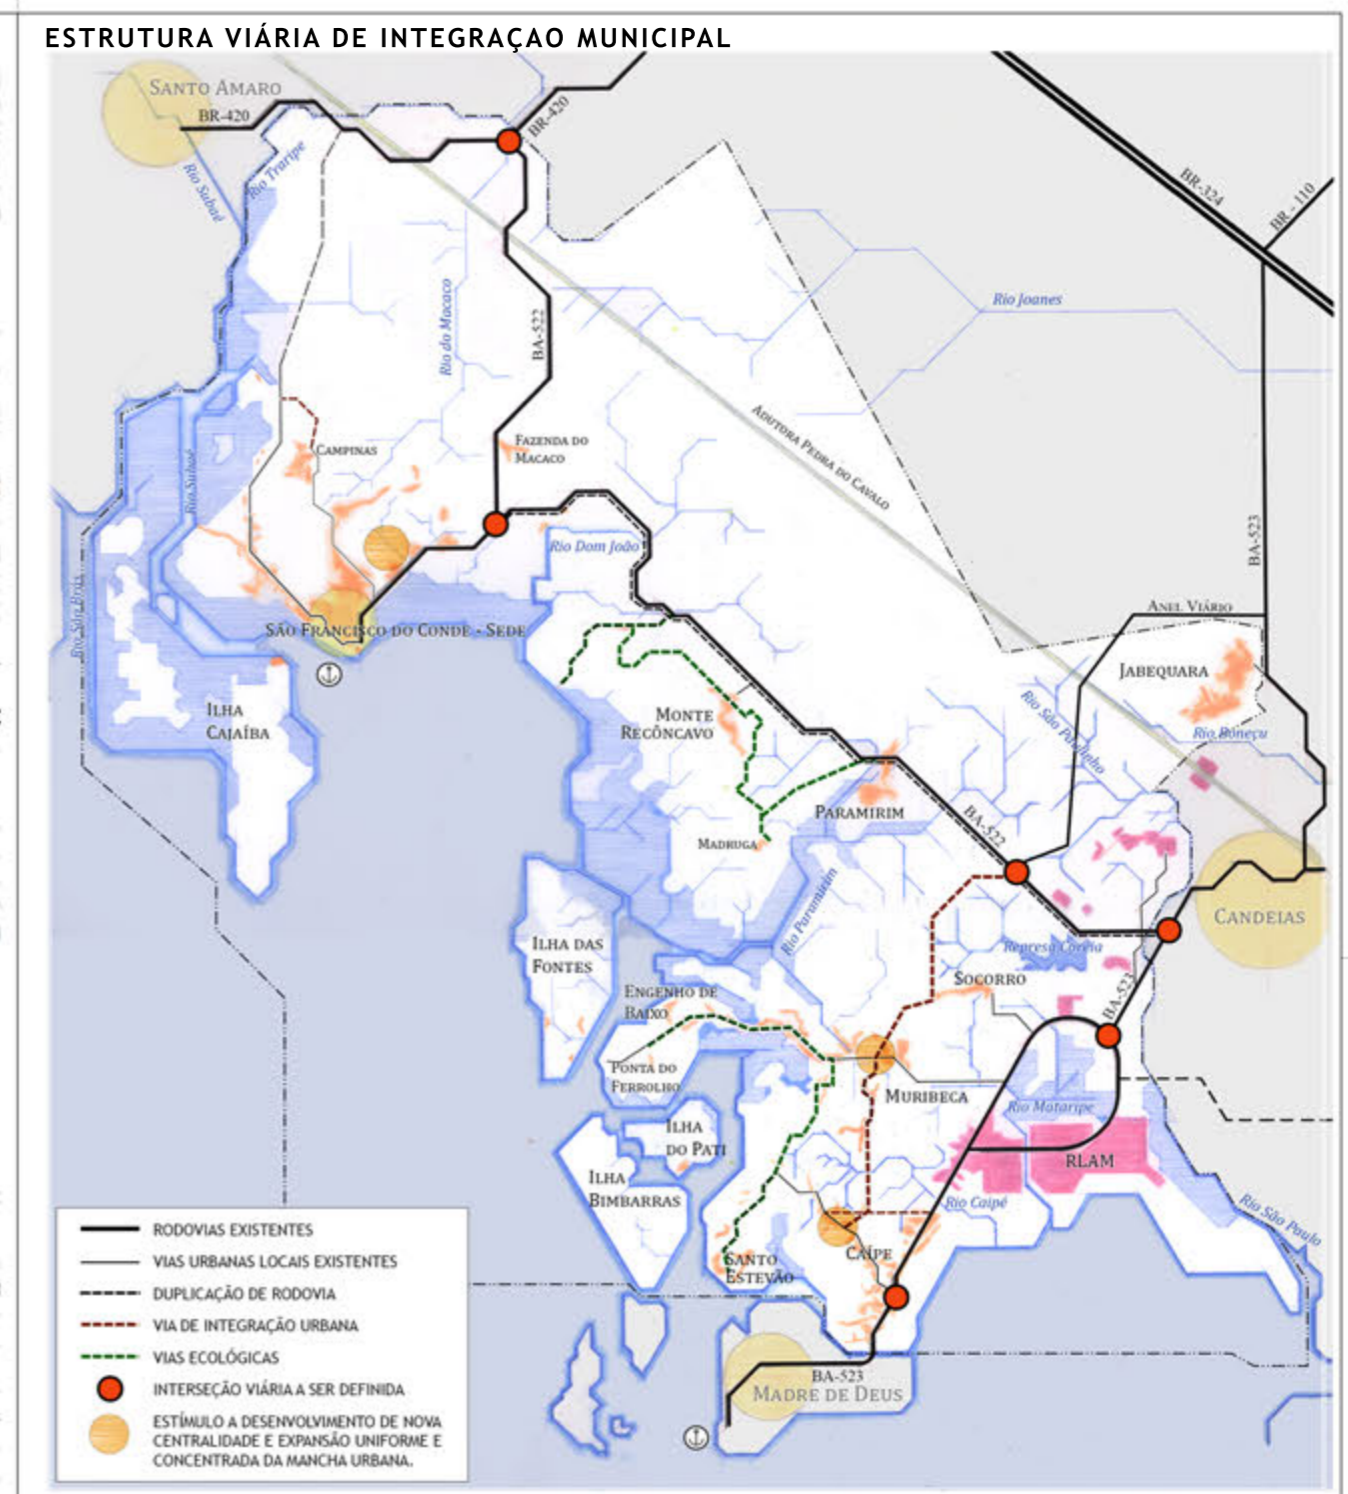 ESTRUTURA VIÁRIA DE INTEGRAÇAO MUNICIPAL
SANTO AMARO
BR-420
BR-420
Rio Subaé
Rio Traripe
BR-324
BR - 110
Rio Joanes
Rio do Macaco
BA-522
ADUTORA PEDRA DO CAVALO
CAMPINAS
FAZENDA DO
MACACO
Rio Subaé
Rio Dom João
BA-523
Rio São Brás
SÃO FRANCISCO DO CONDE - SEDE
ANEL VIÁRIO
JABEQUARA
ILHA
CAJAÍBA
MONTE
RECÔNCAVO
Rio São Paulinho
Rio Boneçu
PARAMIRIM
BA-522
MADRUGA
CANDEIAS
Rio Paramirim
ILHA DAS
FONTES
Represa Coréia
SOCORRO
BA-523
ENGENHO DE
BAIXO
PONTA DO
FERROLHO
MURIBECA
Rio Mataripe
ILHA
DO PATI
RLAM
ILHA
BIMBARRAS
Rio Caipé
Rio São Paulo
SANTO
ESTEVÃO
CAÍPE
BA-523
MADRE DE DEUS
RODOVIAS EXISTENTES
VIAS URBANAS LOCAIS EXISTENTES
DUPLICAÇÃO DE RODOVIA
VIA DE INTEGRAÇÃO URBANA
VIAS ECOLÓGICAS
INTERSEÇÃO VIÁRIA A SER DEFINIDA
ESTÍMULO A DESENVOLVIMENTO DE NOVA
CENTRALIDADE E EXPANSÃO UNIFORME E
CONCENTRADA DA MANCHA URBANA.